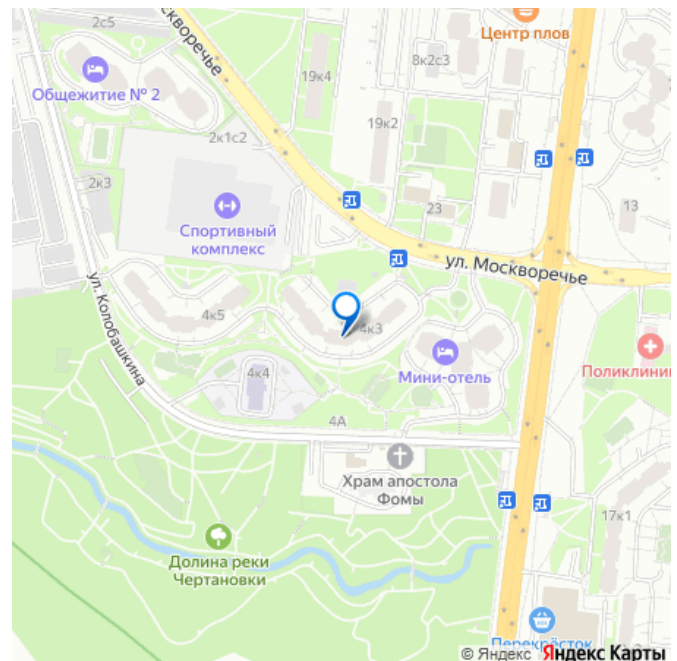 2с5
скворечье
Центр плов
Общежитие № 2
19к4
8к2с3
19к2
2к1с2
2к3
Спортивный
комплекс
23
13
ул. Москворечье
ул. Колобашкина
4к5
4к3
Мини-отель
Поликлини
4к4
4А
Храм апостола
Фомы
17к1
Долина реки
Чертановки
Перекрёсток
© Яндекс Яндекс Карты